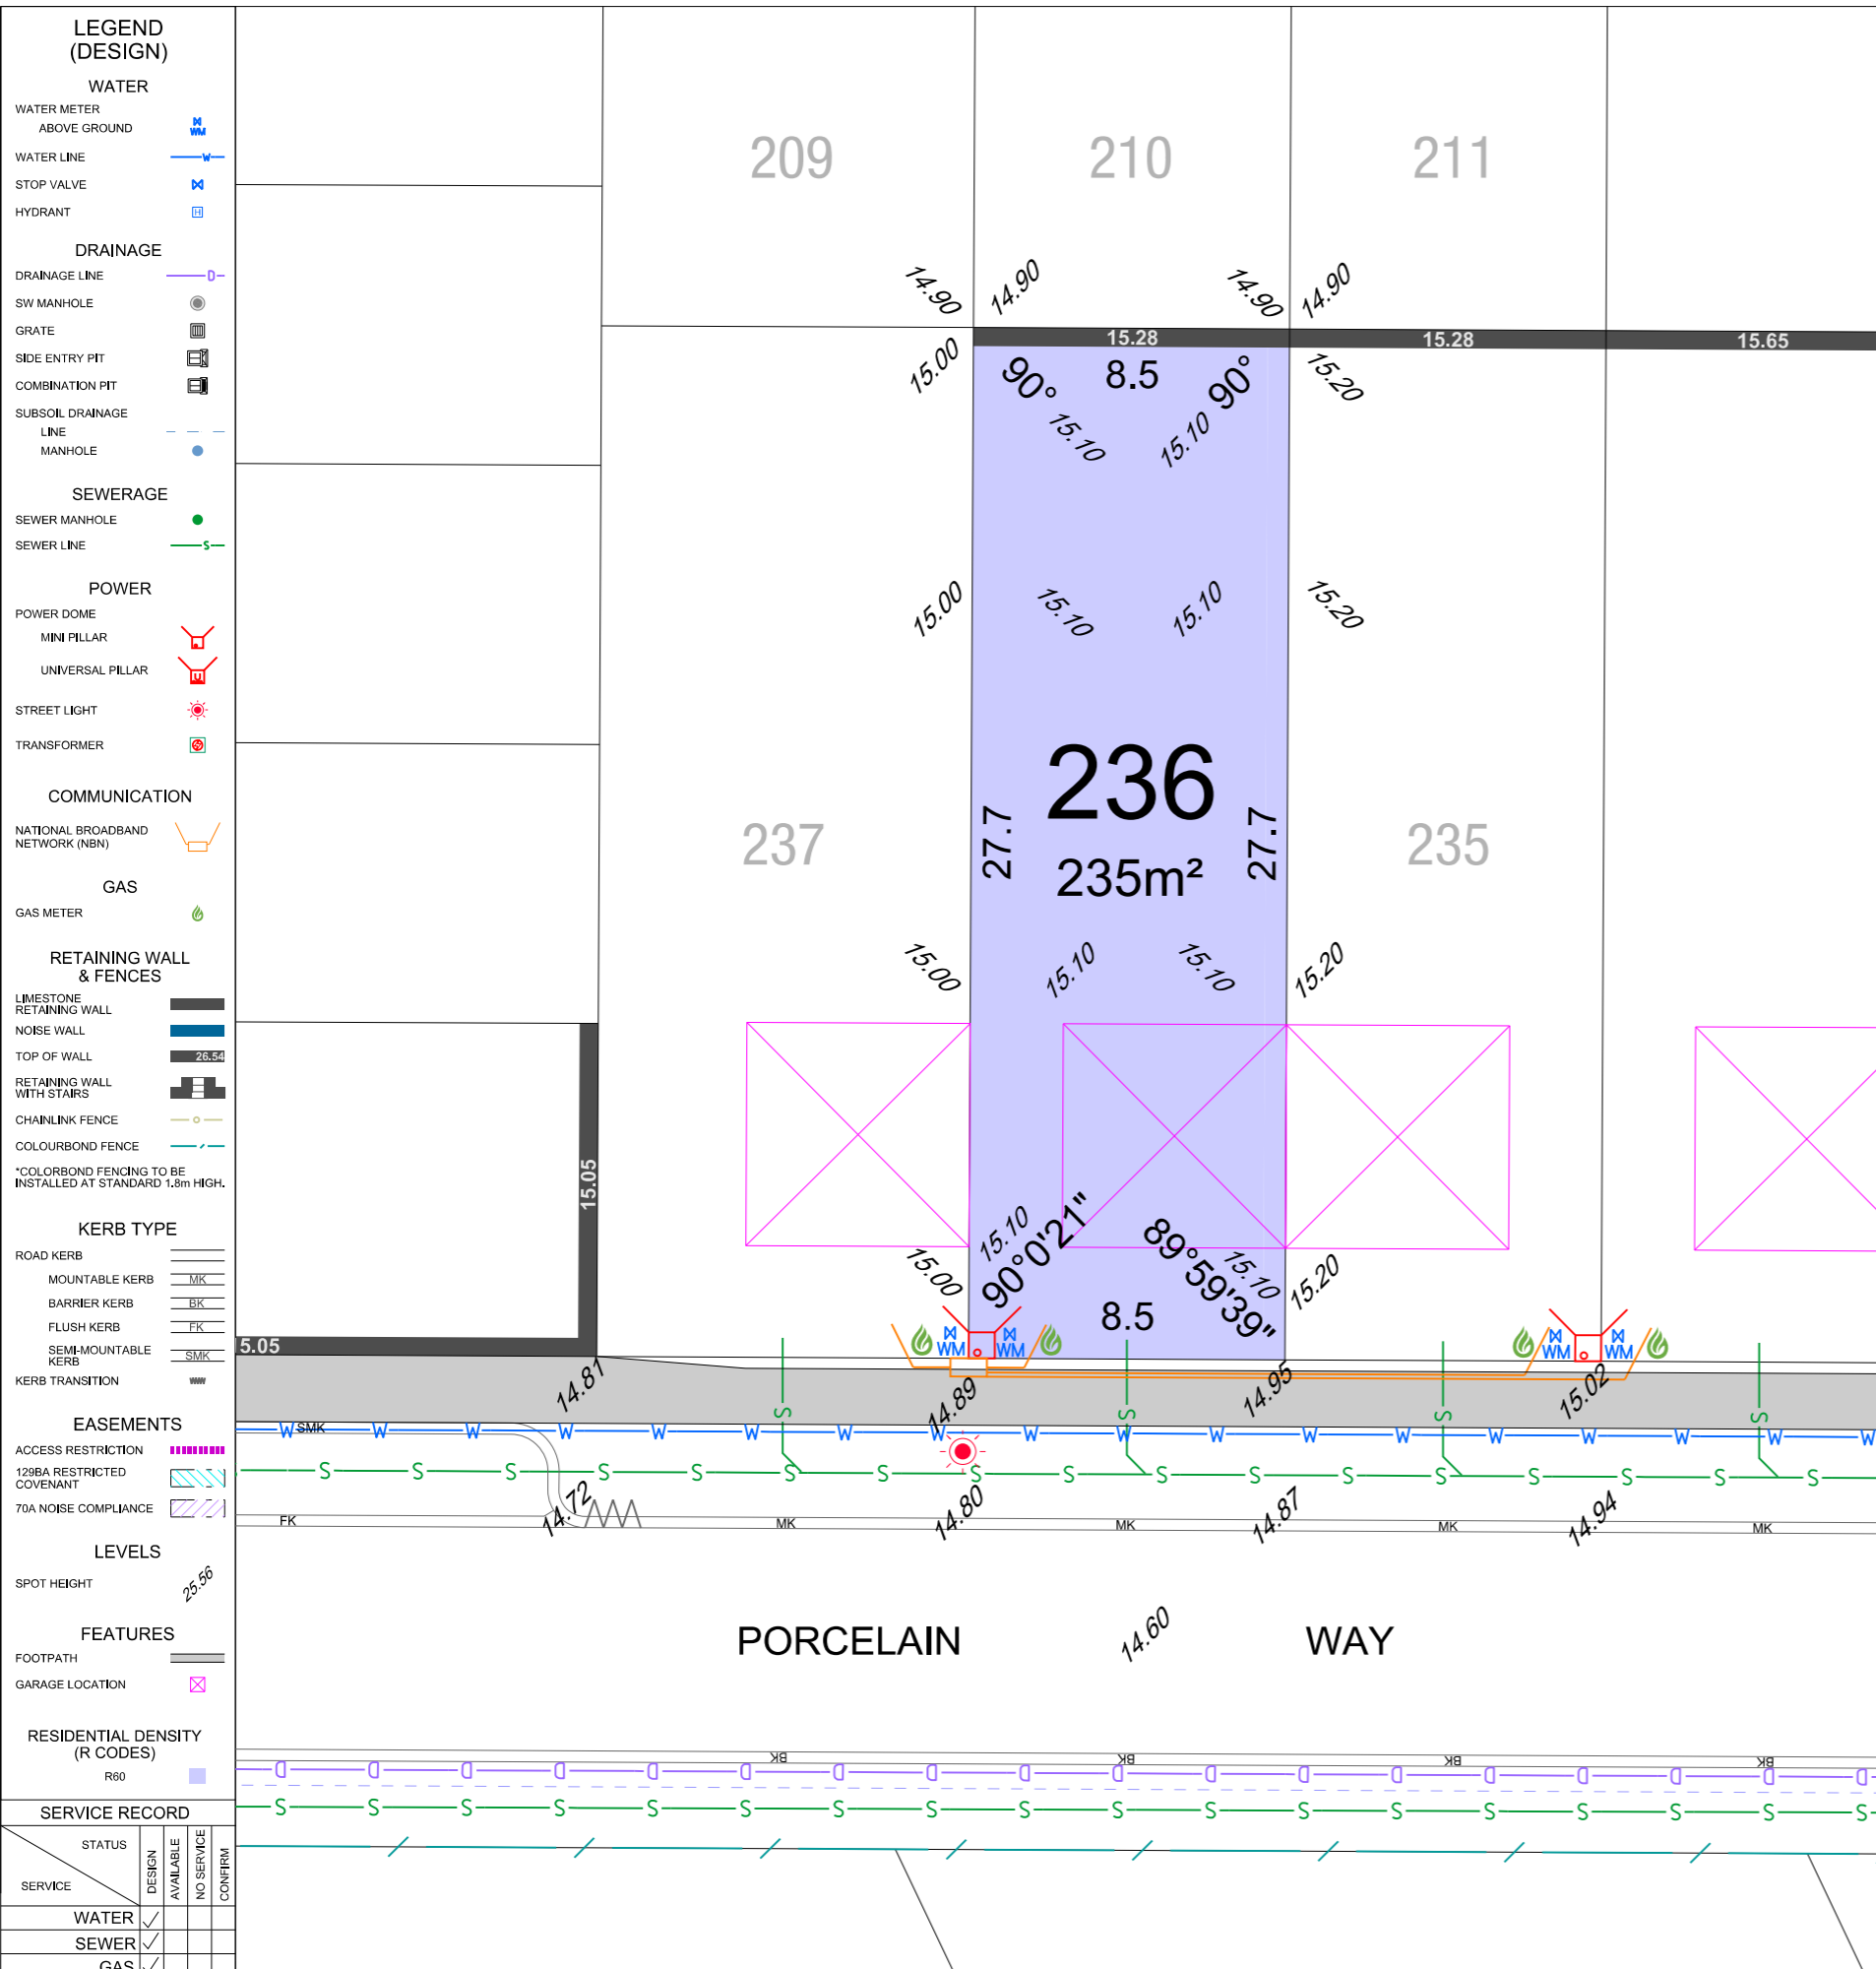 LEGEND
(DESIGN)
WATER
WATER METER
ABOVE GROUND
WM
WATER LINE
W
STOP VALVE
HYDRANT
H
DRAINAGE
DRAINAGE LINE
D
SW MANHOLE
GRATE
SIDE ENTRY PIT
COMBINATION PIT
SUBSOIL DRAINAGE
LINE
MANHOLE
SEWERAGE
SEWER MANHOLE
SEWER LINE
S
POWER
POWER DOME
MINI PILLAR
UNIVERSAL PILLAR
U
STREET LIGHT
TRANSFORMER
COMMUNICATION
NATIONAL BROADBAND
NETWORK (NBN)
GAS
GAS METER
RETAINING WALL
& FENCES
LIMESTONE
RETAINING WALL
NOISE WALL
TOP OF WALL 26.54
RETAINING WALL
WITH STAIRS
CHAINLINK FENCE
COLOURBOND FENCE
*COLORBOND FENCING TO BE
INSTALLED AT STANDARD 1.8m HIGH.
KERB TYPE
ROAD KERB
MOUNTABLE KERB MK
BARRIER KERB BK
FLUSH KERB FK
SEMI-MOUNTABLE
KERB SMK
KERB TRANSITION
EASEMENTS
ACCESS RESTRICTION
129BA RESTRICTED
COVENANT
70A NOISE COMPLIANCE
LEVELS
SPOT HEIGHT 25.56
FEATURES
FOOTPATH
GARAGE LOCATION
RESIDENTIAL DENSITY
(R CODES)
R60
SERVICE RECORD
STATUS
SERVICE
DESIGN
AVAILABLE
NO SERVICE
CONFIRM
WATER
SEWER
GAS
209 210 211
14.90 14.90 14.90 14.90
15.28 15.28 15.65
15.00 90° 8.5 90° 15.20
15.10 15.10
15.00 15.10 15.10 15.20
236
237 27.7 235m² 27.7 235
15.00 15.10 15.10 15.20
15.05
15.10 90°0'21" 89°59'39" 15.10
15.00 15.20
8.5
5.05
WM WM WM WM
14.81 14.89 14.95 15.02
S S S S
SMK
W W W W W W W W W W W W W W W W W W
S S S S S S S S S S S S S S S S S
14.72 14.80 14.87 14.94
FK MK MK MK MK
PORCELAIN 14.60 WAY
BK BK BK BK
D D D D D D D D D D D D D D D D D D
S S S S S S S S S S S S S S S S S S